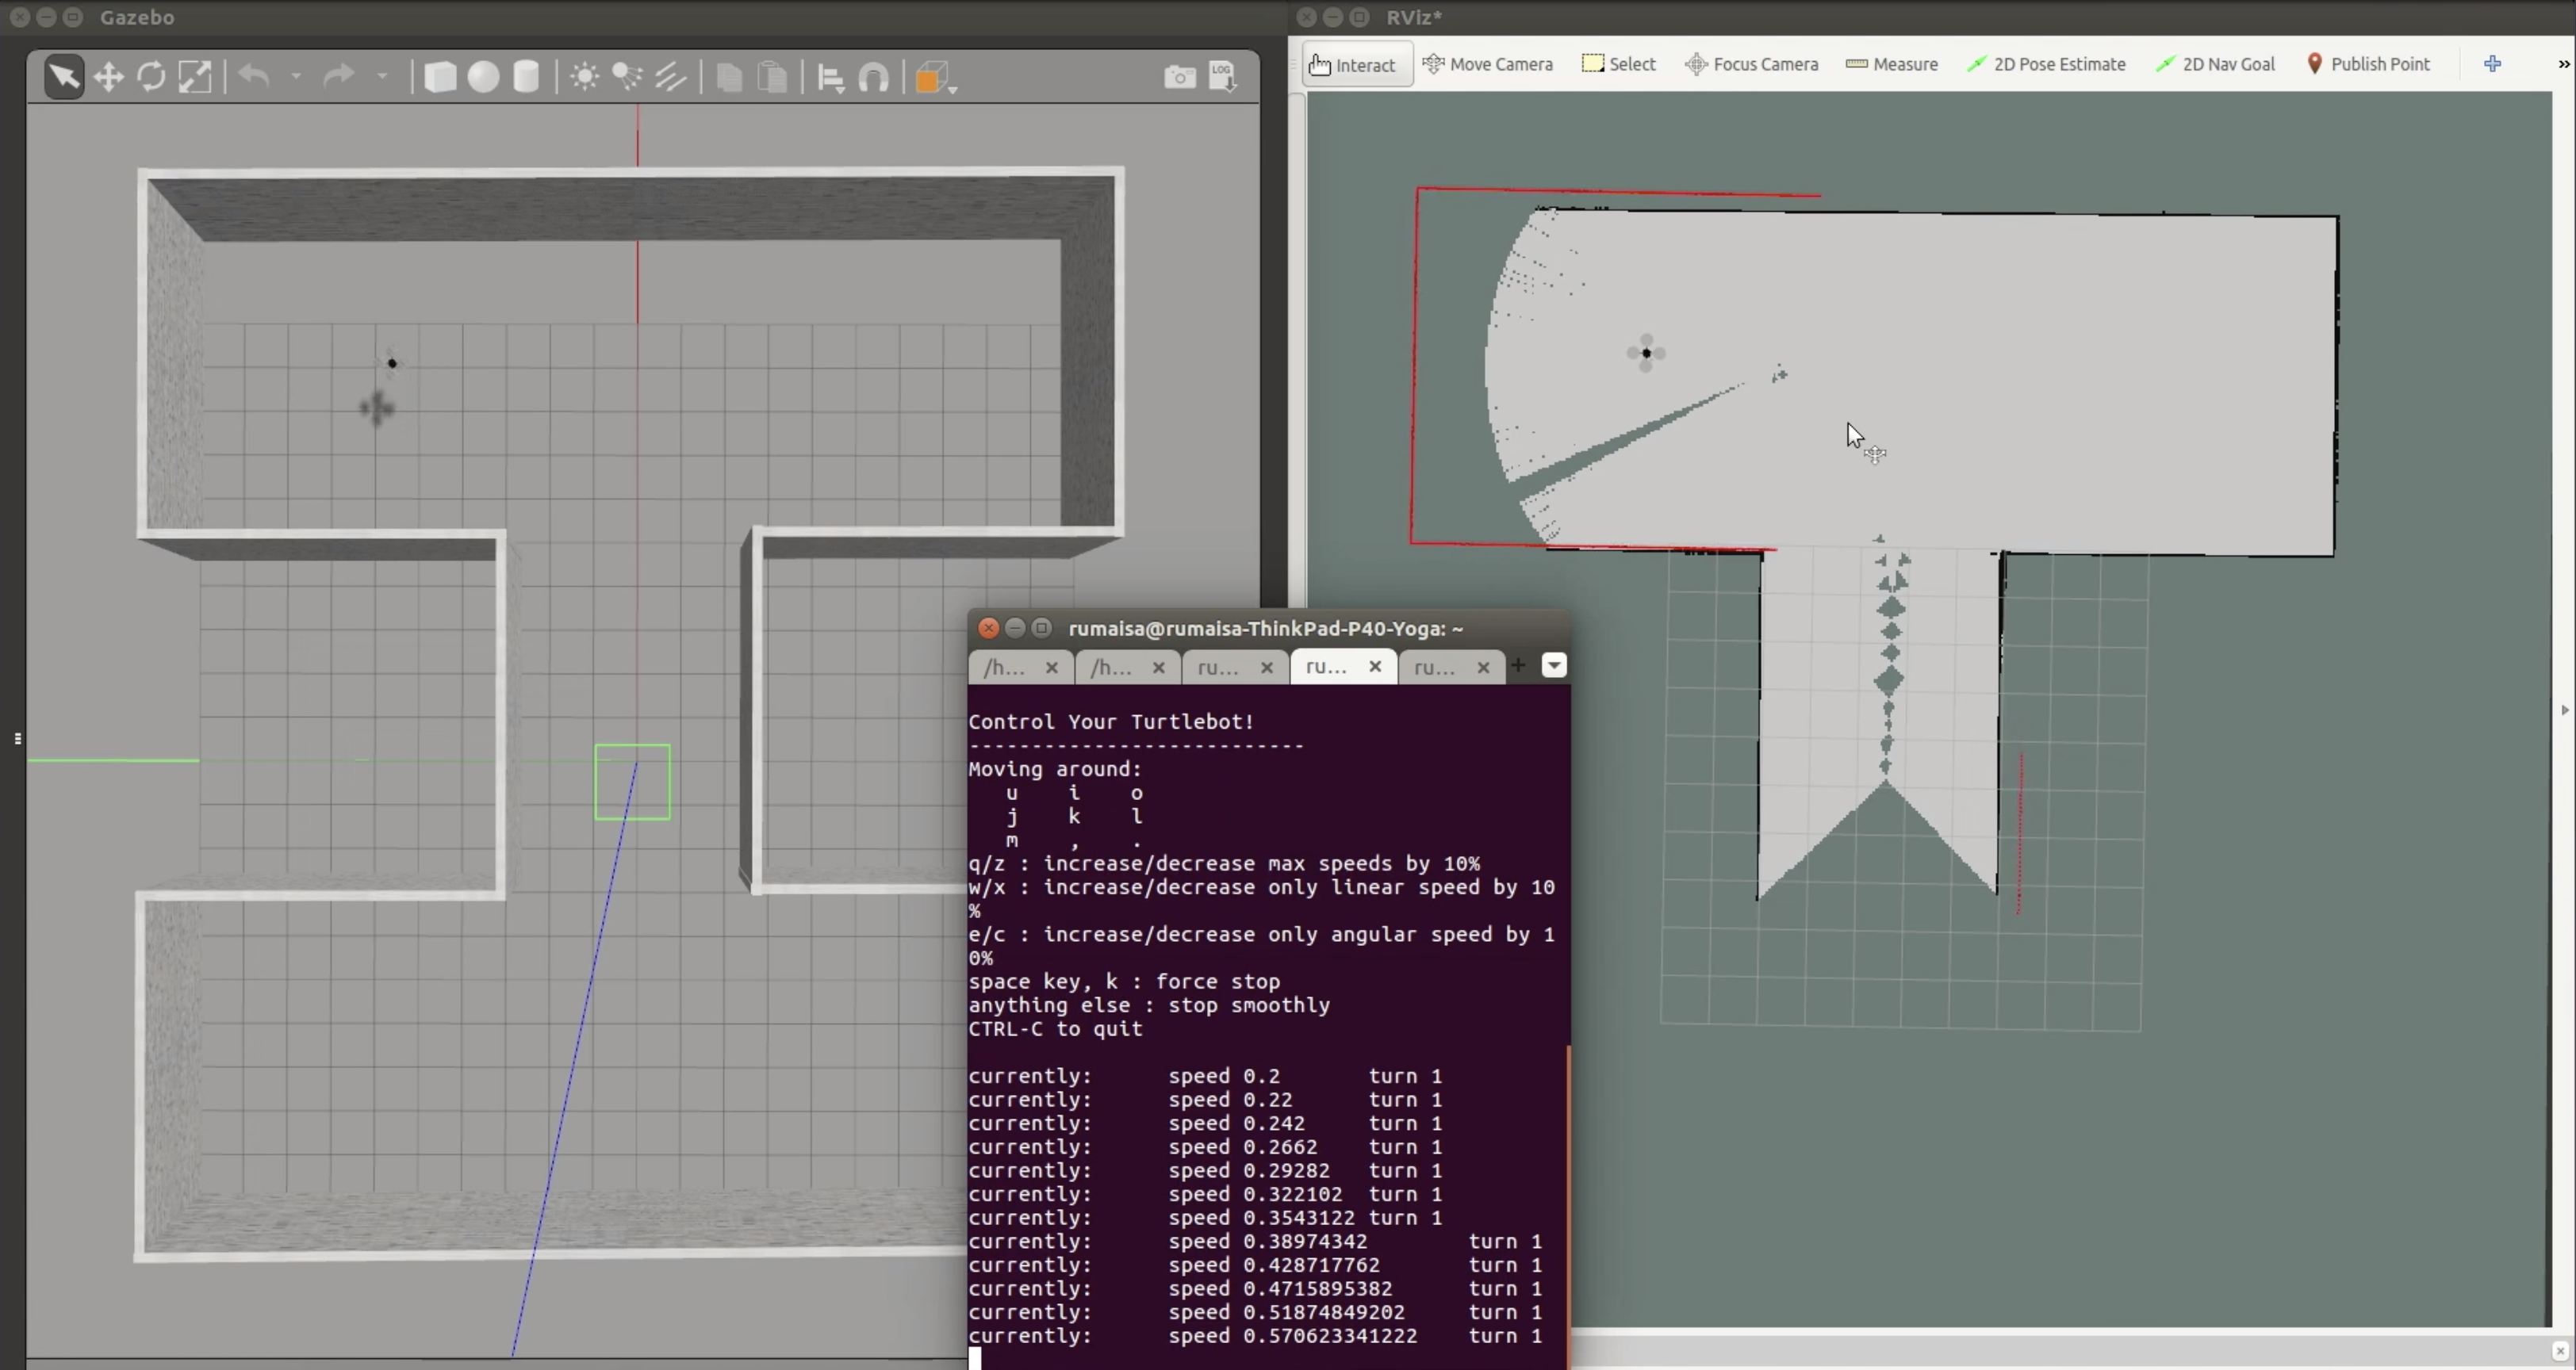 Gazebo
RViz*
LOG
Interact
Move Camera
Select
Focus Camera
Measure
2D Pose Estimate
2D Nav Goal
Publish Point
rumaisa@rumaisa-ThinkPad-P40-Yoga: ~
/h... /h... ru... ru... ru...
Control Your Turtlebot!
---------------------------
Moving around:
u i o
j k l
m , .
q/z : increase/decrease max speeds by 10%
w/x : increase/decrease only linear speed by 10
%
e/c : increase/decrease only angular speed by 1
0%
space key, k : force stop
anything else : stop smoothly
CTRL-C to quit
currently: speed 0.2 turn 1
currently: speed 0.22 turn 1
currently: speed 0.242 turn 1
currently: speed 0.2662 turn 1
currently: speed 0.29282 turn 1
currently: speed 0.322102 turn 1
currently: speed 0.3543122 turn 1
currently: speed 0.38974342 turn 1
currently: speed 0.428717762 turn 1
currently: speed 0.4715895382 turn 1
currently: speed 0.51874849202 turn 1
currently: speed 0.570623341222 turn 1